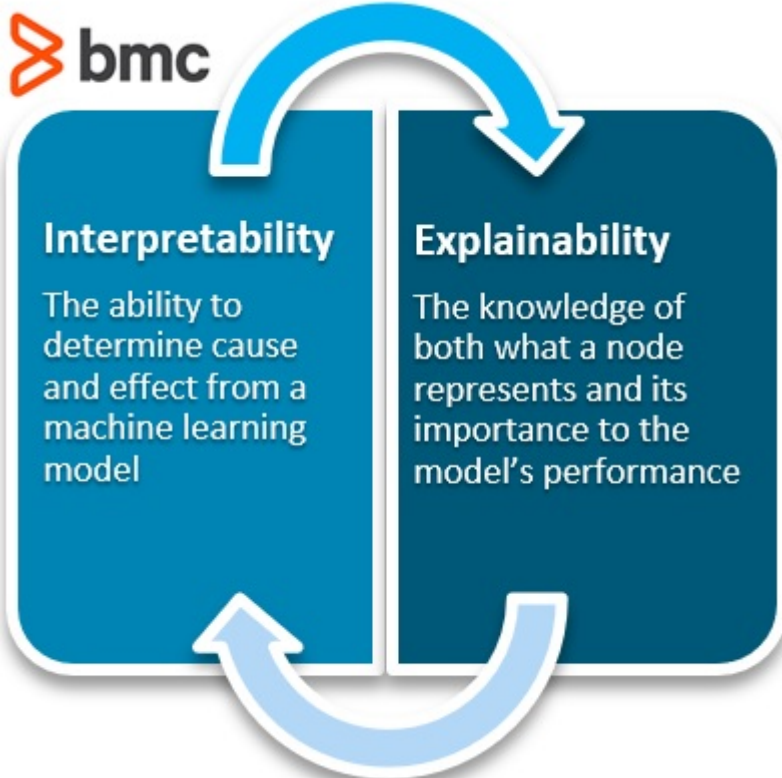 bmc
Interpretability
The ability to
determine cause
and effect from a
machine learning
model
Explainability
The knowledge of
both what a node
represents and its
importance to the
model's performance